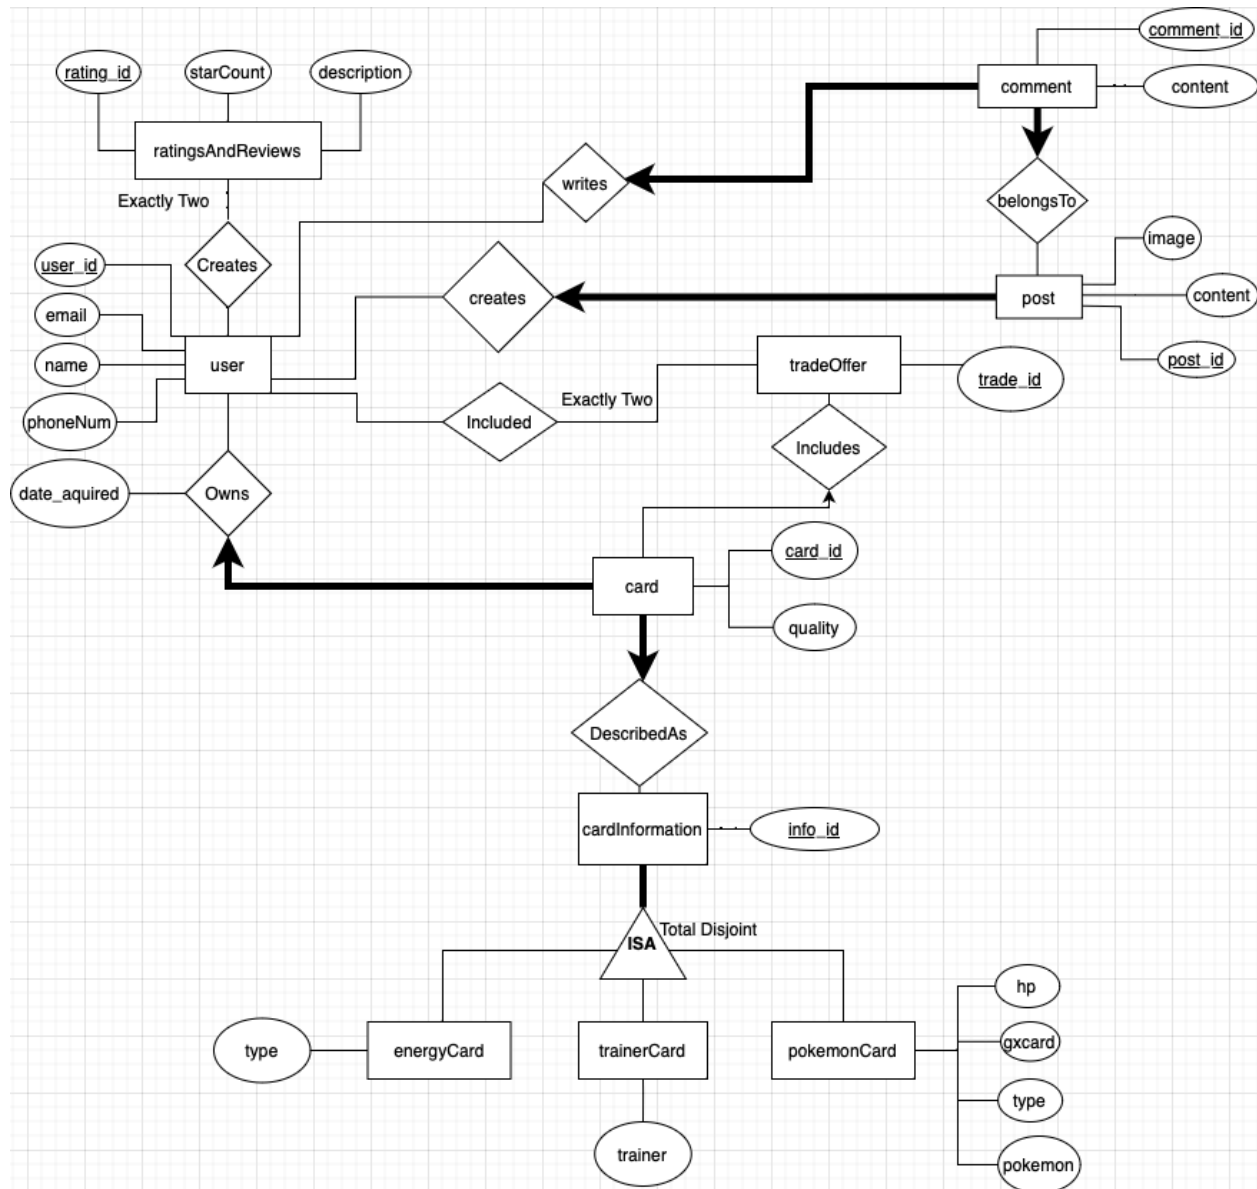 comment_id
rating_id
starCount
description
comment
content
ratingsAndReviews
writes
Exactly Two
belongsTo
image
user_id
Creates
creates
post
content
email
user
tradeOffer
post_id
name
trade_id
Exactly Two
phoneNum
Included
Includes
date_aquired
Owns
card_id
card
quality
DescribedAs
cardInformation
info_id
Total Disjoint
ISA
hp
type
energyCard
trainerCard
pokemonCard
gxcard
type
trainer
pokemon